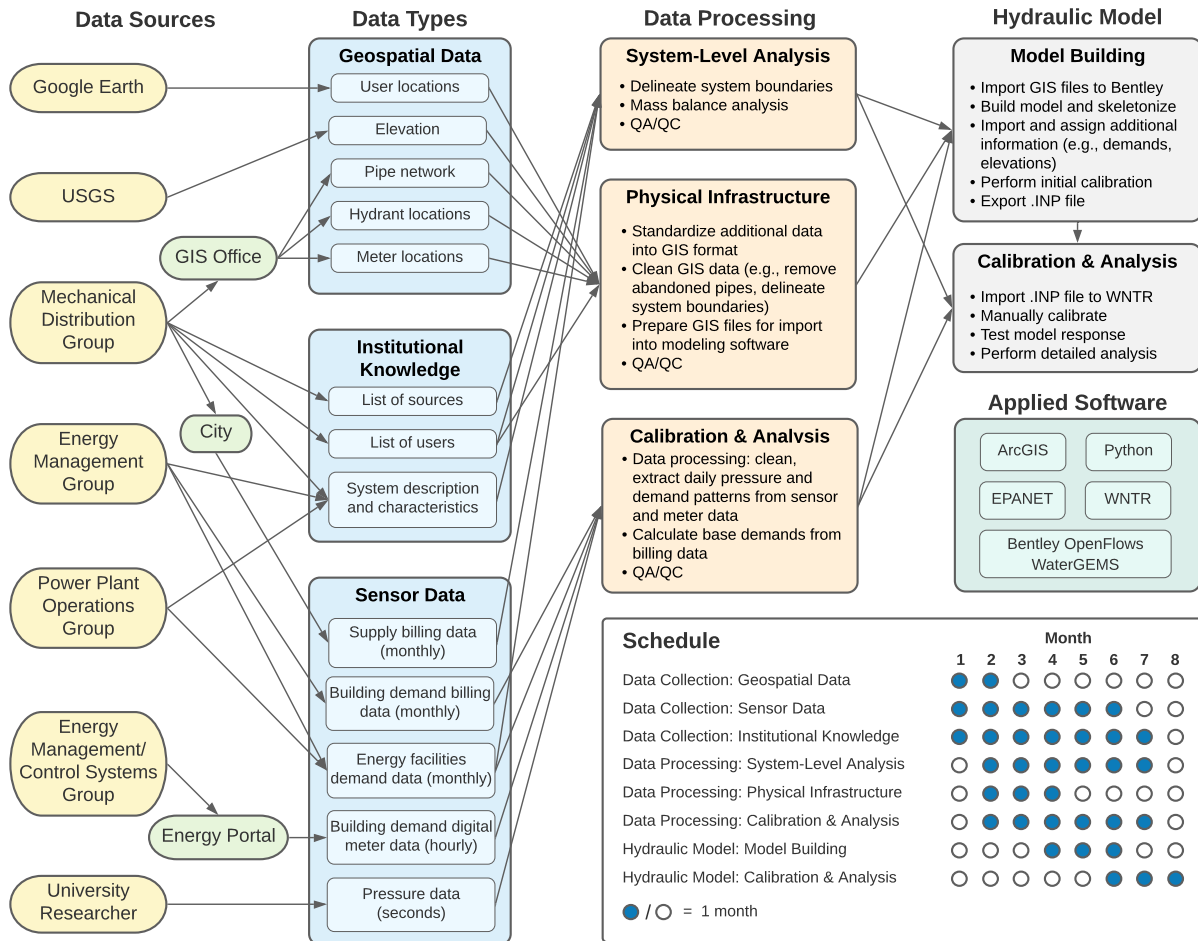 Data Sources
Data Types
Data Processing
Hydraulic Model
Google Earth
USGS
GIS Office
Mechanical
Distribution
Group
City
Energy
Management
Group
Power Plant
Operations
Group
Energy
Management/
Control Systems
Group
Energy Portal
University
Researcher
Geospatial Data
User locations
Elevation
Pipe network
Hydrant locations
Meter locations
Institutional
Knowledge
List of sources
List of users
System description
and characteristics
Sensor Data
Supply billing data
(monthly)
Building demand billing
data (monthly)
Energy facilities
demand data (monthly)
Building demand digital
meter data (hourly)
Pressure data
(seconds)
System-Level Analysis
• Delineate system boundaries
• Mass balance analysis
• QA/QC
Physical Infrastructure
• Standardize additional data
into GIS format
• Clean GIS data (e.g., remove
abandoned pipes, delineate
system boundaries)
• Prepare GIS files for import
into modeling software
• QA/QC
Calibration & Analysis
• Data processing: clean,
extract daily pressure and
demand patterns from sensor
and meter data
• Calculate base demands from
billing data
• QA/QC
Model Building
• Import GIS files to Bentley
• Build model and skeletonize
• Import and assign additional
information (e.g., demands,
elevations)
• Perform initial calibration
• Export .INP file
Calibration & Analysis
• Import .INP file to WNTR
• Manually calibrate
• Test model response
• Perform detailed analysis
Applied Software
ArcGIS
Python
EPANET
WNTR
Bentley OpenFlows
WaterGEMS
Schedule
Month
1 2 3 4 5 6 7 8
Data Collection: Geospatial Data
Data Collection: Sensor Data
Data Collection: Institutional Knowledge
Data Processing: System-Level Analysis
Data Processing: Physical Infrastructure
Data Processing: Calibration & Analysis
Hydraulic Model: Model Building
Hydraulic Model: Calibration & Analysis
/ = 1 month